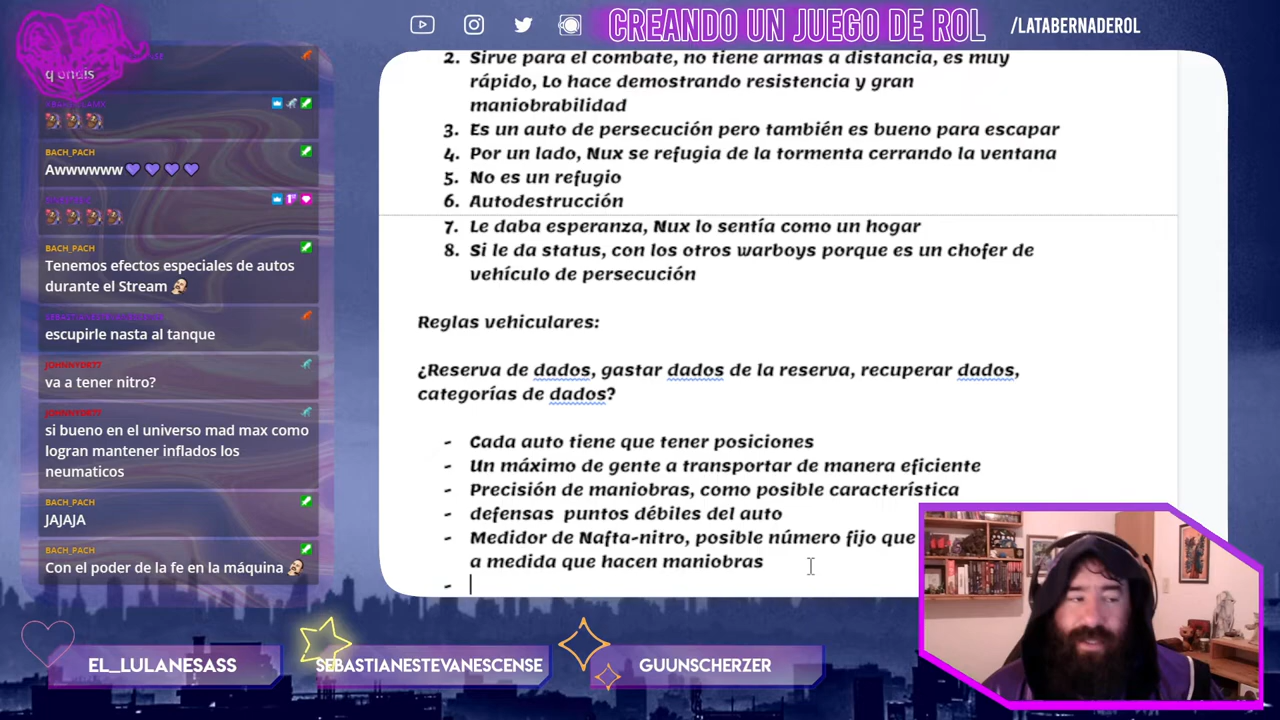 CREANDO UN JUEGO DE ROL
/LATABERNADEROL
q onais
BACH_PACH
Awwwwww💜 💜 💜 💜
BACH_PACH
Tenemos efectos especiales de autos
durante el Stream
escupirle nasta al tanque
JOHNNYDR77
va a tener nitro?
JOHNNYDR77
si bueno en el universo mad max como
logran mantener inflados los
neumaticos
BACH_PACH
JAJAJA
BACH_PACH
Con el poder de la fe en la máquina
2. Sirve para el combate, no tiene armas a distancia, es muy
rápido, Lo hace demostrando resistencia y gran
maniobrabilidad
3. Es un auto de persecución pero también es bueno para escapar
4. Por un lado, Nux se refugia de la tormenta cerrando la ventana
5. No es un refugio
6. Autodestrucción
7. Le daba esperanza, Nux lo sentía como un hogar
8. Si le da status, con los otros warboys porque es un chofer de
vehículo de persecución
Reglas vehiculares:
¿Reserva de dados, gastar dados de la reserva, recuperar dados,
categorías de dados?
- Cada auto tiene que tener posiciones
- Un máximo de gente a transportar de manera eficiente
- Precisión de maniobras, como posible característica
- defensas puntos débiles del auto
- Medidor de Nafta-nitro, posible número fijo que
a medida que hacen maniobras
-
EL_LULANESASS
SEBASTIANESTEVANESCENSE
GUUNSCHERZER